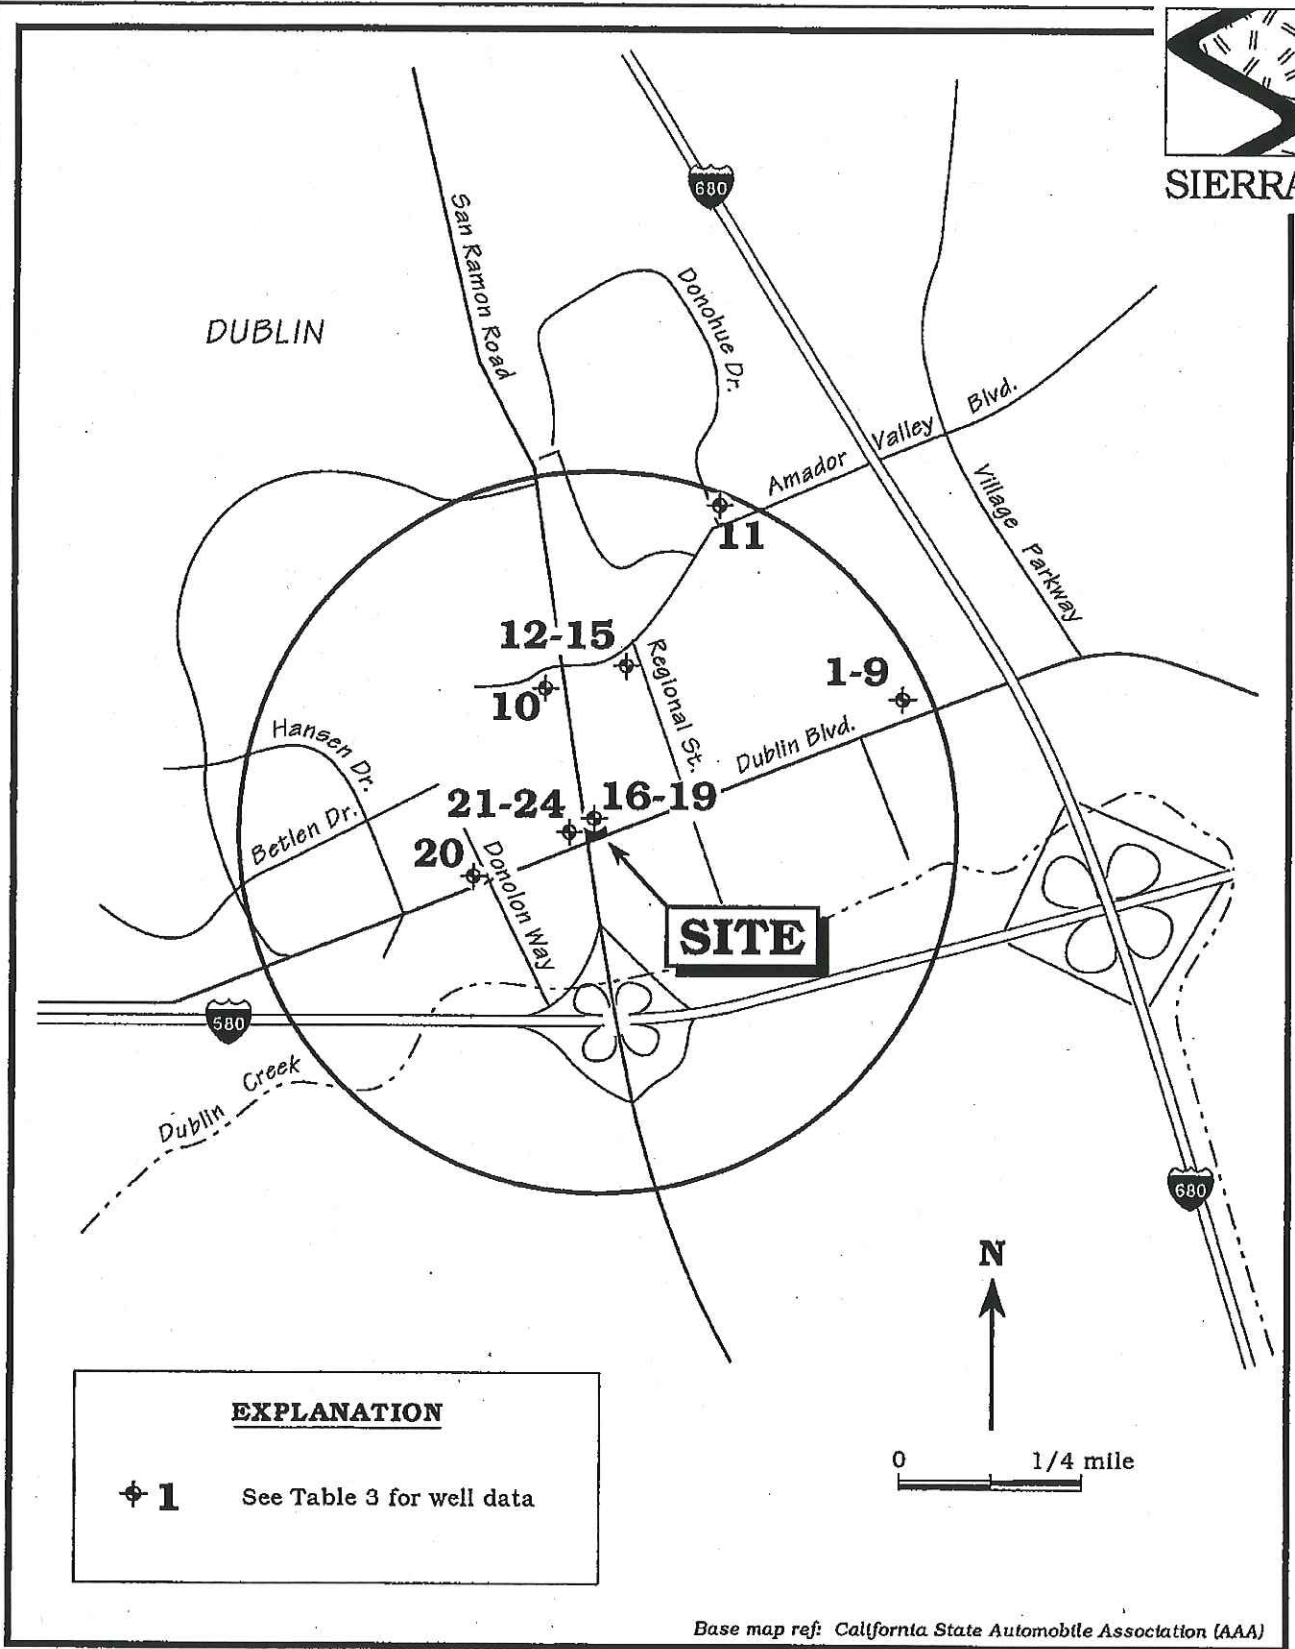 SIERRA
680
San Ramon Road
Donohue Dr.
DUBLIN
Amador Valley Blvd.
Village Parkway
11
12-15
Regional St.
1-9
10
Hansen Dr.
Dublin Blvd.
21-24
16-19
Betlen Dr.
20
Donolon Way
SITE
580
Dublin Creek
680
N
EXPLANATION
1 See Table 3 for well data
0 1/4 mile
Base map ref: California State Automobile Association (AAA)